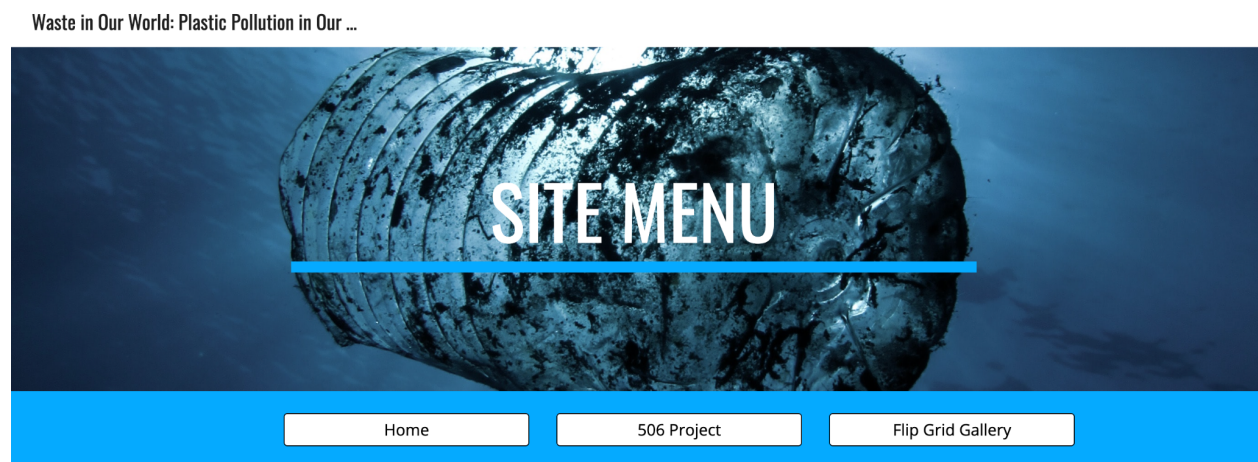 Waste in Our World: Plastic Pollution in Our ...
SITE MENU
Home
506 Project
Flip Grid Gallery